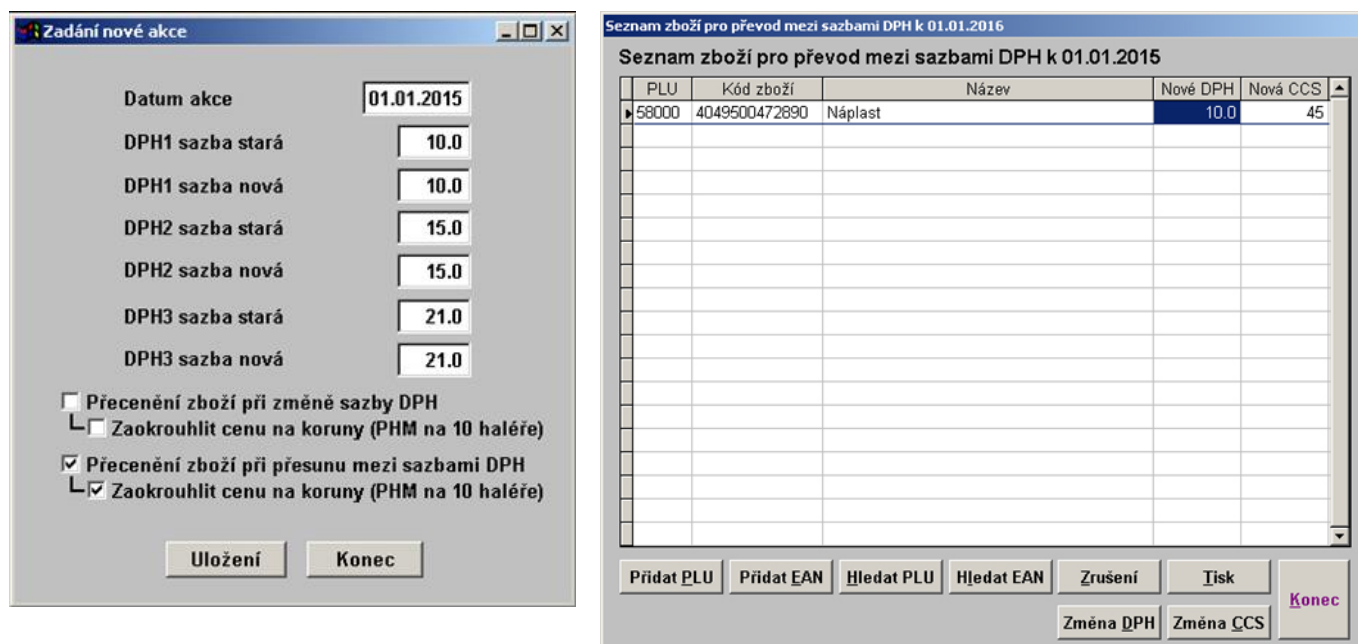 Zadání nové akce
Datum akce 01.01.2015
DPH1 sazba stará 10.0
DPH1 sazba nová 10.0
DPH2 sazba stará 15.0
DPH2 sazba nová 15.0
DPH3 sazba stará 21.0
DPH3 sazba nová 21.0
Přecenění zboží při změně sazby DPH
Zaokrouhlit cenu na koruny (PHM na 10 haléře)
Přecenění zboží při přesunu mezi sazbami DPH
Zaokrouhlit cenu na koruny (PHM na 10 haléře)
Uložení Konec
Seznam zboží pro převod mezi sazbami DPH k 01.01.2016
Seznam zboží pro převod mezi sazbami DPH k 01.01.2015
PLU Kód zboží Název Nové DPH Nová CCS
58000 4049500472890 Náplast 10.0 45
Přidat PLU Přidat EAN Hledat PLU Hledat EAN Zrušení Tisk Konec
Změna DPH Změna CCS